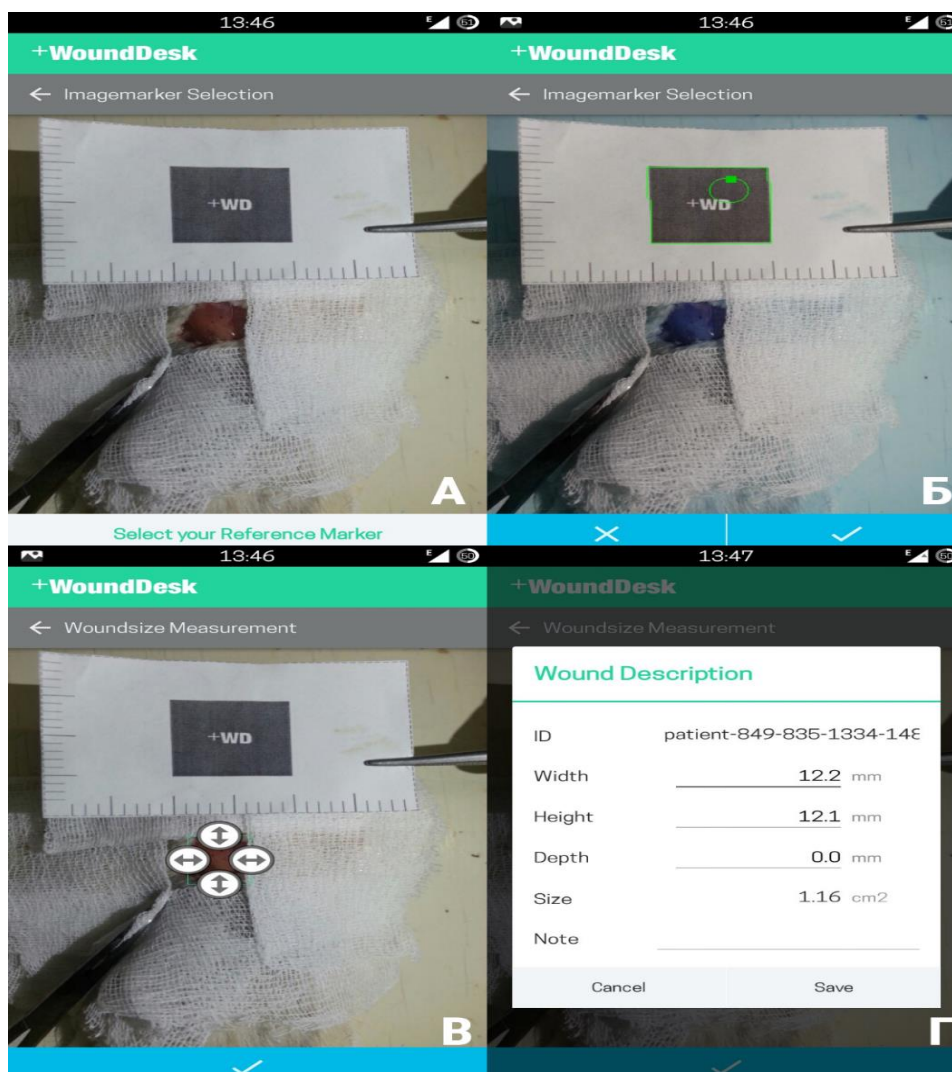 13:46
E 51
+WoundDesk
← Imagemarker Selection
+WD
А
Select your Reference Marker
13:46
E
+WoundDesk
← Imagemarker Selection
+WD
Б
13:46
E 50
+WoundDesk
← Woundsize Measurement
+WD
В
13:47
E
+WoundDesk
← Woundsize Measurement
Wound Description
ID patient-849-835-1334-148
Width 12.2 mm
Height 12.1 mm
Depth 0.0 mm
Size 1.16 cm2
Note
Cancel Save
Г